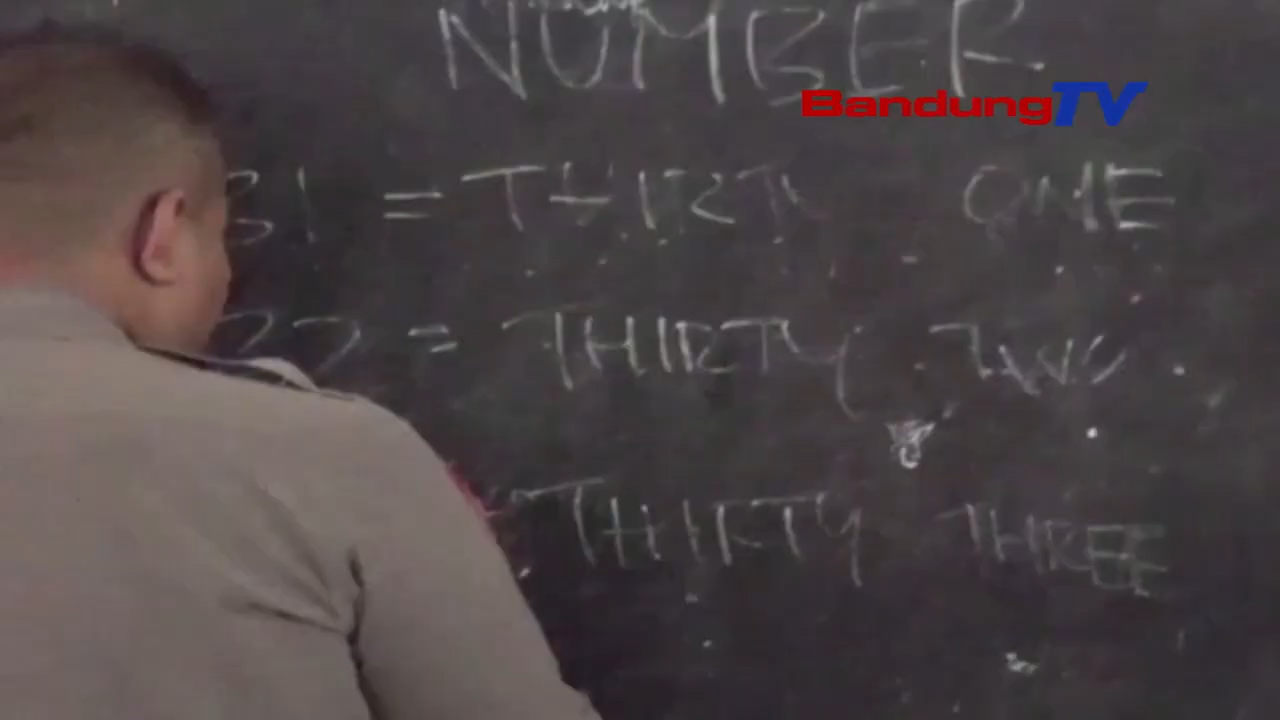 NUMBER
BandungTV
31 = THIRTY ONE
32 = THIRTY TWO
THIRTY THREE